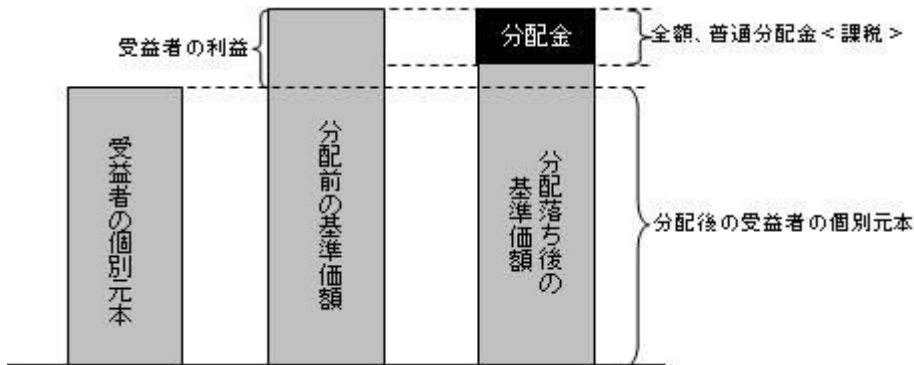 受益者の利益
分配金
全額、普通分配金＜課税＞
受益者の個別元本
分配前の基準価額
分配落ち後の
基準価額
分配後の受益者の個別元本